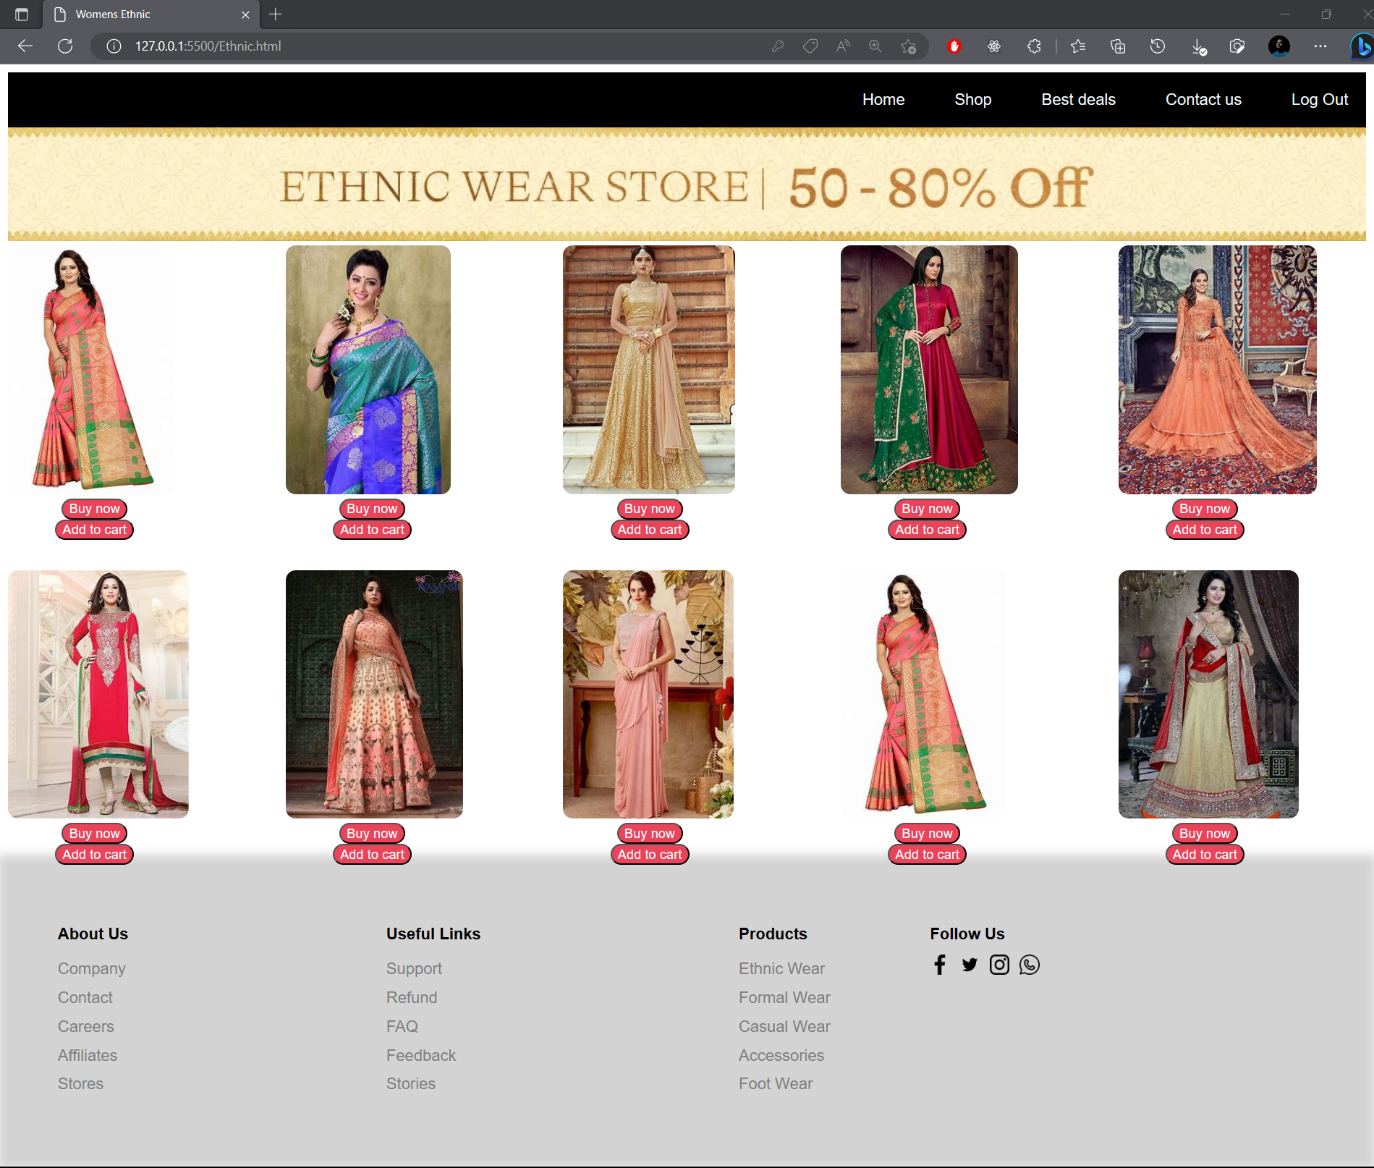 Womens Ethnic
127.0.0.1:5500/Ethnic.html
Home Shop Best deals Contact us Log Out
ETHNIC WEAR STORE | 50 - 80% Off
Buy now Buy now Buy now Buy now Buy now
Add to cart Add to cart Add to cart Add to cart Add to cart
Buy now Buy now Buy now Buy now Buy now
Add to cart Add to cart Add to cart Add to cart Add to cart
About Us Useful Links Products Follow Us
Company Support Ethnic Wear
Contact Refund Formal Wear
Careers FAQ Casual Wear
Affiliates Feedback Accessories
Stores Stories Foot Wear